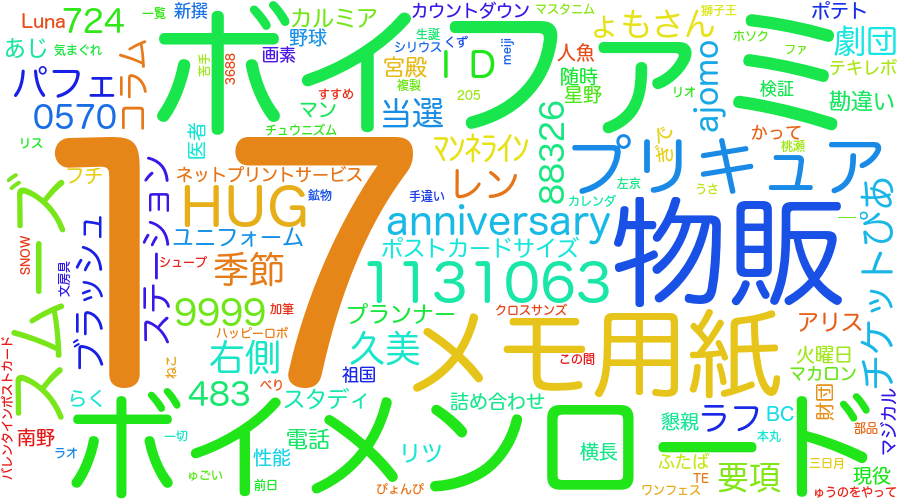 Luna 724 一覧 新撰 カルミア カウントダウン マスタニム 獅子王 ポテト
あじ 気まぐれ 苦手 3688 画素 野球 ボイファミ 生誕 シリウス くず meiji ょもさん ホソク ファ 劇団
パフェ コラム すすめ 宮殿 ID 複製 205 人魚 随時 星野 リオ 検証 テキレボ
0570 マン 当選 ajomo 勘違い
リス 医者 チュウニズム マンネライン 88326 ぎで かって 桃瀬
17 プリキュア
フチ ネットプリントサービス レン 左京 うさ
スムーズ ステーション HUG 鉱物 手違い カレンダ
ブラッシュ ユニフォーム anniversary 物販 チケットぴあ
SNOW 文房具 シュープ 季節 ポストカードサイズ
1131063
9999 加筆 プランナー クロスサンズ アリス
ハッピーロボ 右側 久美 メモ用紙
バレンタインポストカード ねこ 祖国 この間 火曜日 マカロン
らく 483 べり スタディ 詰め合わせ 財団 マジカル
南野 ボイメンロード 懇親 ラフ BC
ラオ 一切 電話 リツ 横長 本丸 部品
性能 ふたば 要項 三日月 現役
ゅごい 前日 ぴょんぴ ワンフェス TE ゅうのをやって